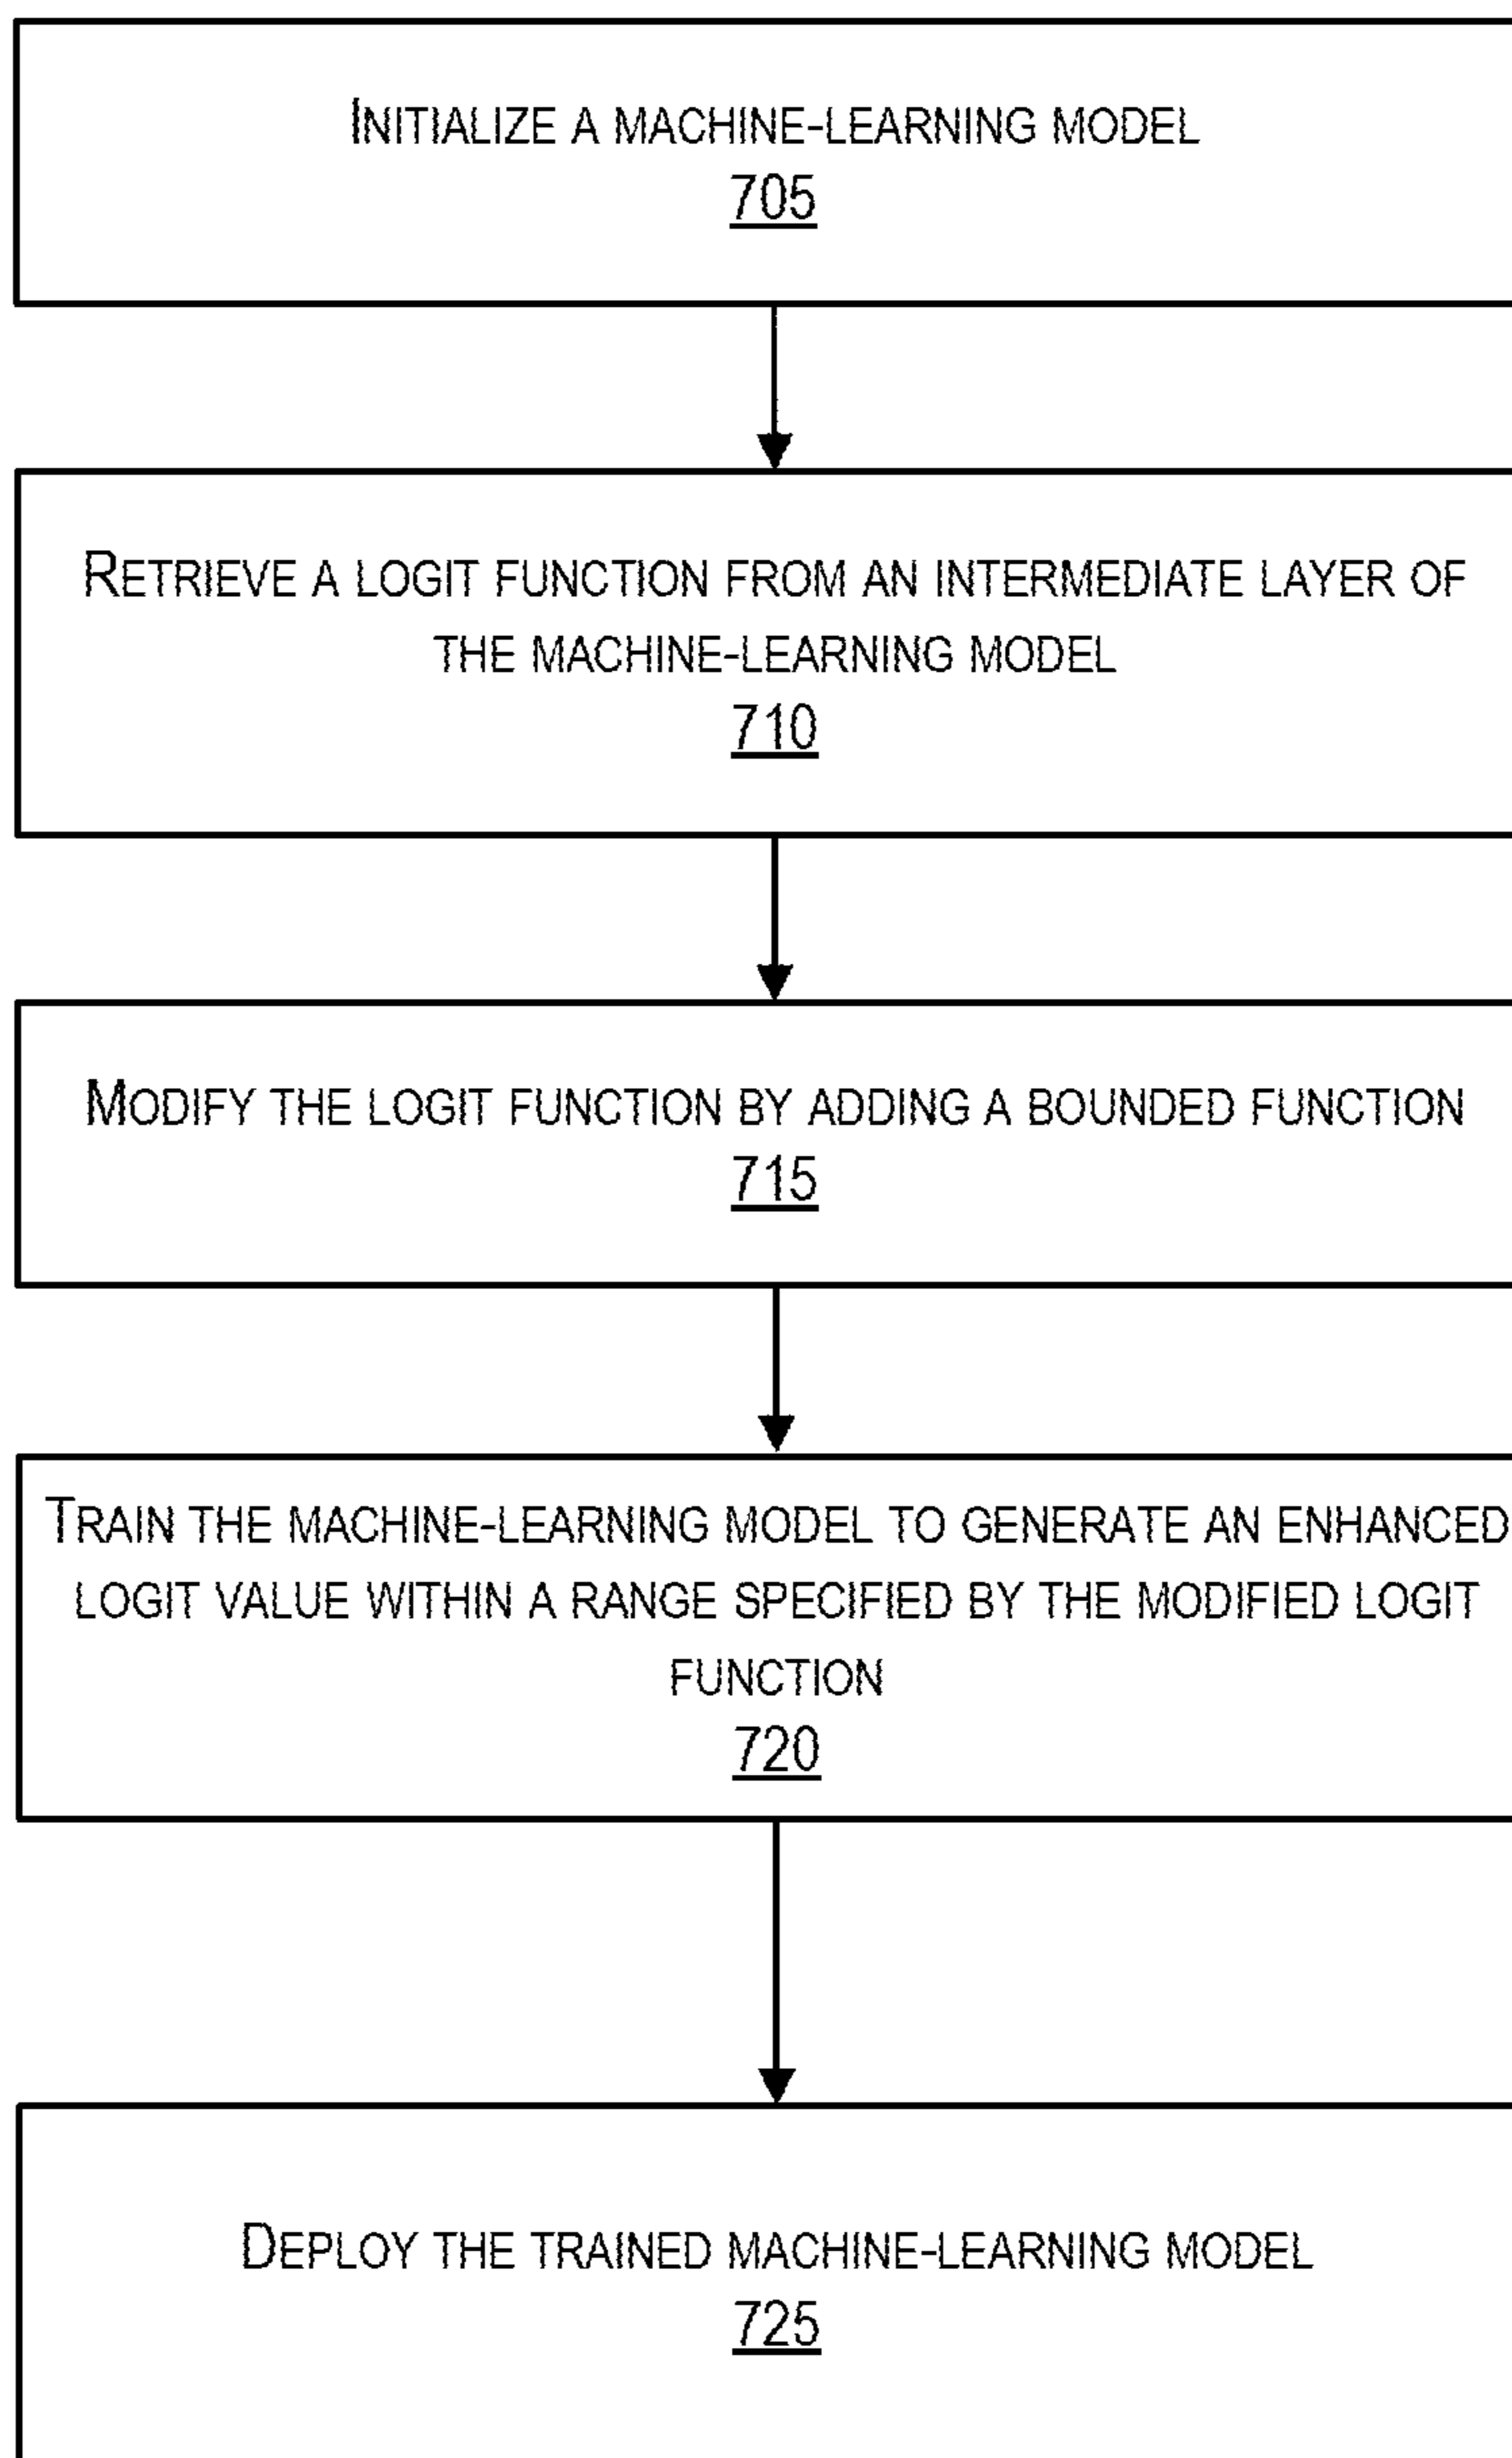 INITIALIZE A MACHINE-LEARNING MODEL
705
RETRIEVE A LOGIT FUNCTION FROM AN INTERMEDIATE LAYER OF
THE MACHINE-LEARNING MODEL
710
MODIFY THE LOGIT FUNCTION BY ADDING A BOUNDED FUNCTION
715
TRAIN THE MACHINE-LEARNING MODEL TO GENERATE AN ENHANCED
LOGIT VALUE WITHIN A RANGE SPECIFIED BY THE MODIFIED LOGIT
FUNCTION
720
DEPLOY THE TRAINED MACHINE-LEARNING MODEL
725